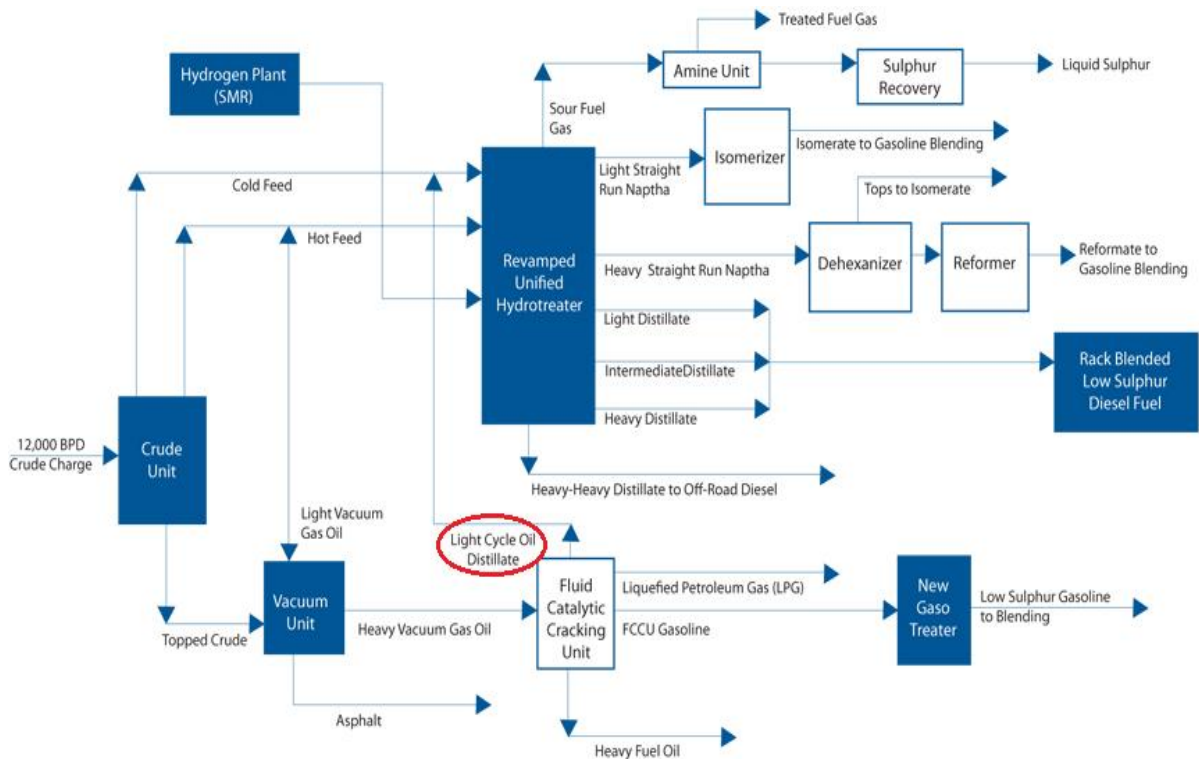 Treated Fuel Gas
Hydrogen Plant
(SMR)
Amine Unit
Sulphur
Recovery
Liquid Sulphur
Sour Fuel
Gas
Isomerizer
Isomerate to Gasoline Blending
Light Straight
Run Naptha
Cold Feed
Tops to Isomerate
Hot Feed
Revamped
Unified
Hydrotreater
Heavy Straight Run Naptha
Dehexanizer
Reformer
Reformate to
Gasoline Blending
Light Distillate
IntermediateDistillate
Heavy Distillate
Rack Blended
Low Sulphur
Diesel Fuel
12,000 BPD
Crude Charge
Crude
Unit
Heavy-Heavy Distillate to Off-Road Diesel
Light Vacuum
Gas Oil
Light Cycle Oil
Distillate
Vacuum
Unit
Topped Crude
Heavy Vacuum Gas Oil
Fluid
Catalytic
Cracking
Unit
Liquefied Petroleum Gas (LPG)
FCCU Gasoline
New
Gaso
Treater
Low Sulphur Gasoline
to Blending
Asphalt
Heavy Fuel Oil